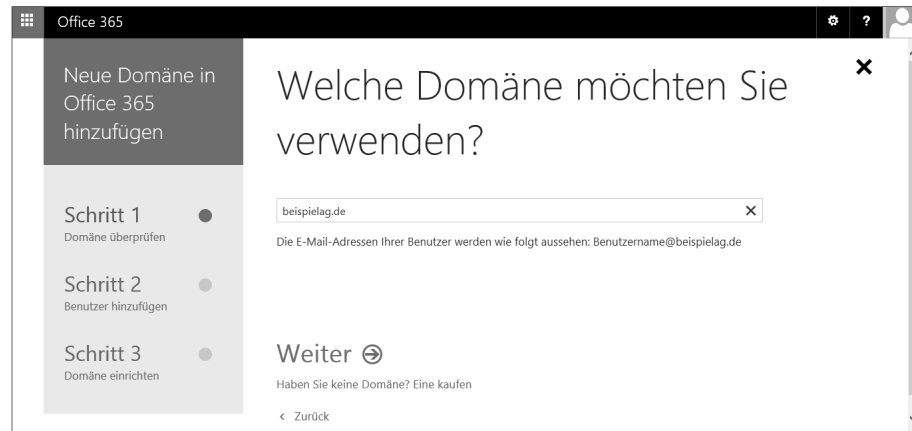 Office 365
?
Neue Domäne in
Office 365
hinzufügen
Schritt 1
Domäne überprüfen
Schritt 2
Benutzer hinzufügen
Schritt 3
Domäne einrichten
Welche Domäne möchten Sie
verwenden?
beispielag.de
Die E-Mail-Adressen Ihrer Benutzer werden wie folgt aussehen: Benutzername@beispielag.de
Weiter
Haben Sie keine Domäne? Eine kaufen
< Zurück